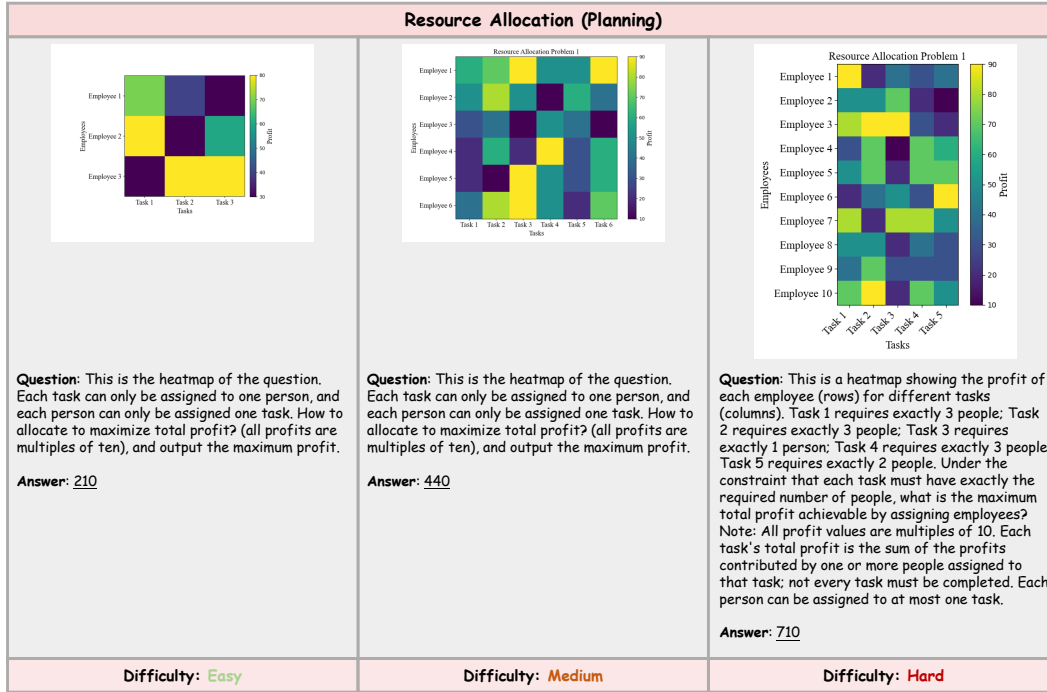 Resource Allocation (Planning)
Employee 1
Employee 2
Employee 3
Employees
Task 1
Task 2
Task 3
Tasks
80
70
60
50
40
30
Profit
Question: This is the heatmap of the question.
Each task can only be assigned to one person, and
each person can only be assigned one task. How to
allocate to maximize total profit? (all profits are
multiples of ten), and output the maximum profit.
Answer: 210
Difficulty: Easy
Resource Allocation Problem 1
Employee 1
Employee 2
Employee 3
Employee 4
Employee 5
Employee 6
Employees
Task 1
Task 2
Task 3
Task 4
Task 5
Task 6
Tasks
90
80
70
60
50
40
30
20
10
Profit
Question: This is the heatmap of the question.
Each task can only be assigned to one person, and
each person can only be assigned one task. How to
allocate to maximize total profit? (all profits are
multiples of ten), and output the maximum profit.
Answer: 440
Difficulty: Medium
Resource Allocation Problem 1
Employee 1
Employee 2
Employee 3
Employee 4
Employee 5
Employee 6
Employee 7
Employee 8
Employee 9
Employee 10
Employees
Task 1
Task 2
Task 3
Task 4
Task 5
Tasks
90
80
70
60
50
40
30
20
10
Profit
Question: This is a heatmap showing the profit of
each employee (rows) for different tasks
(columns). Task 1 requires exactly 3 people; Task
2 requires exactly 3 people; Task 3 requires
exactly 1 person; Task 4 requires exactly 3 people
Task 5 requires exactly 2 people. Under the
constraint that each task must have exactly the
required number of people, what is the maximum
total profit achievable by assigning employees?
Note: All profit values are multiples of 10. Each
task's total profit is the sum of the profits
contributed by one or more people assigned to
that task; not every task must be completed. Each
person can be assigned to at most one task.
Answer: 710
Difficulty: Hard